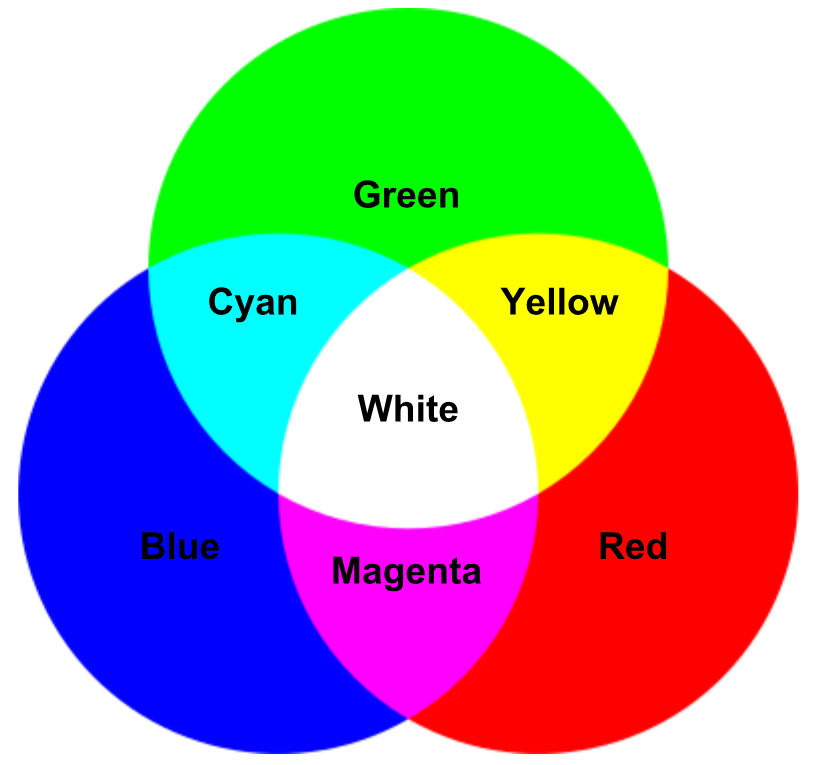 Green
Cyan
Yellow
White
Blue
Red
Magenta